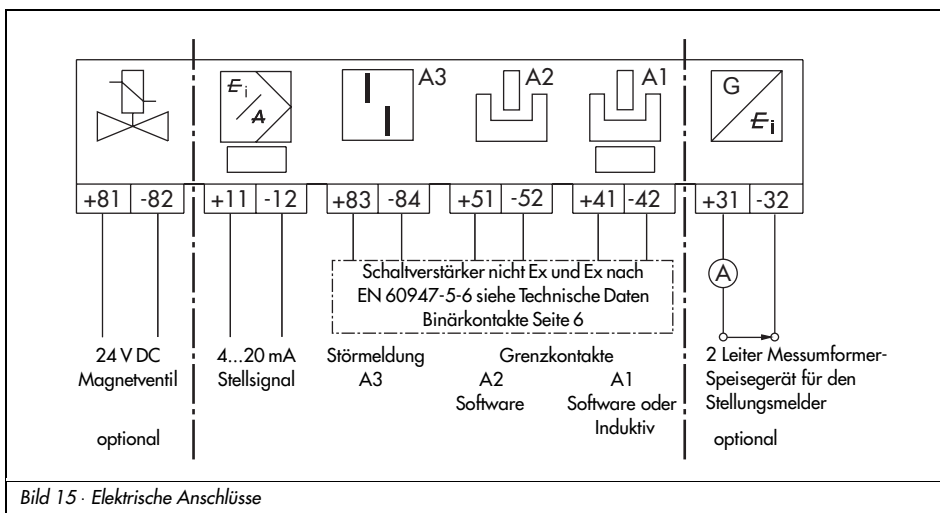 A3 A2 A1
E i / A
G / E i
+81 -82 +11 -12 +83 -84 +51 -52 +41 -42 +31 -32
A
Schaltverstärker nicht Ex und Ex nach
EN 60947-5-6 siehe Technische Daten
Binärkontakte Seite 6
24 V DC
Magnetventil
optional
4...20 mA
Stellsignal
Störmeldung
A3
Grenzkontakte
A2
Software
A1
Software oder
Induktiv
2 Leiter Messumformer-
Speisegerät für den
Stellungsmelder
optional
Bild 15 · Elektrische Anschlüsse